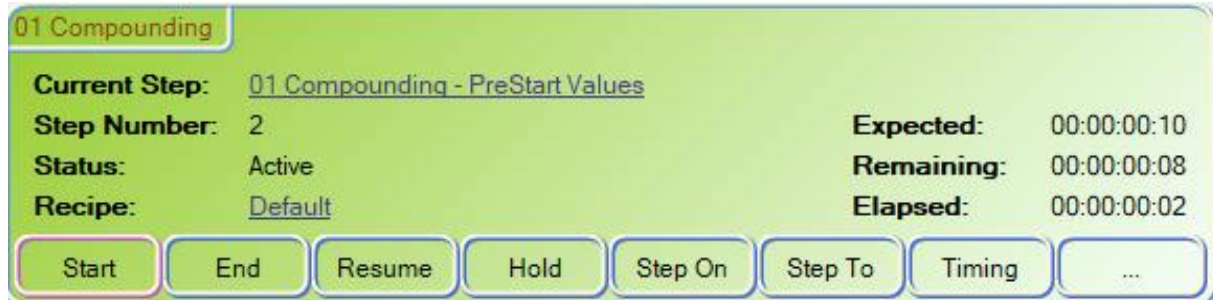 01 Compounding
Current Step: 01 Compounding - PreStart Values
Step Number: 2 Expected: 00:00:00:10
Status: Active Remaining: 00:00:00:08
Recipe: Default Elapsed: 00:00:00:02
Start End Resume Hold Step On Step To Timing ...